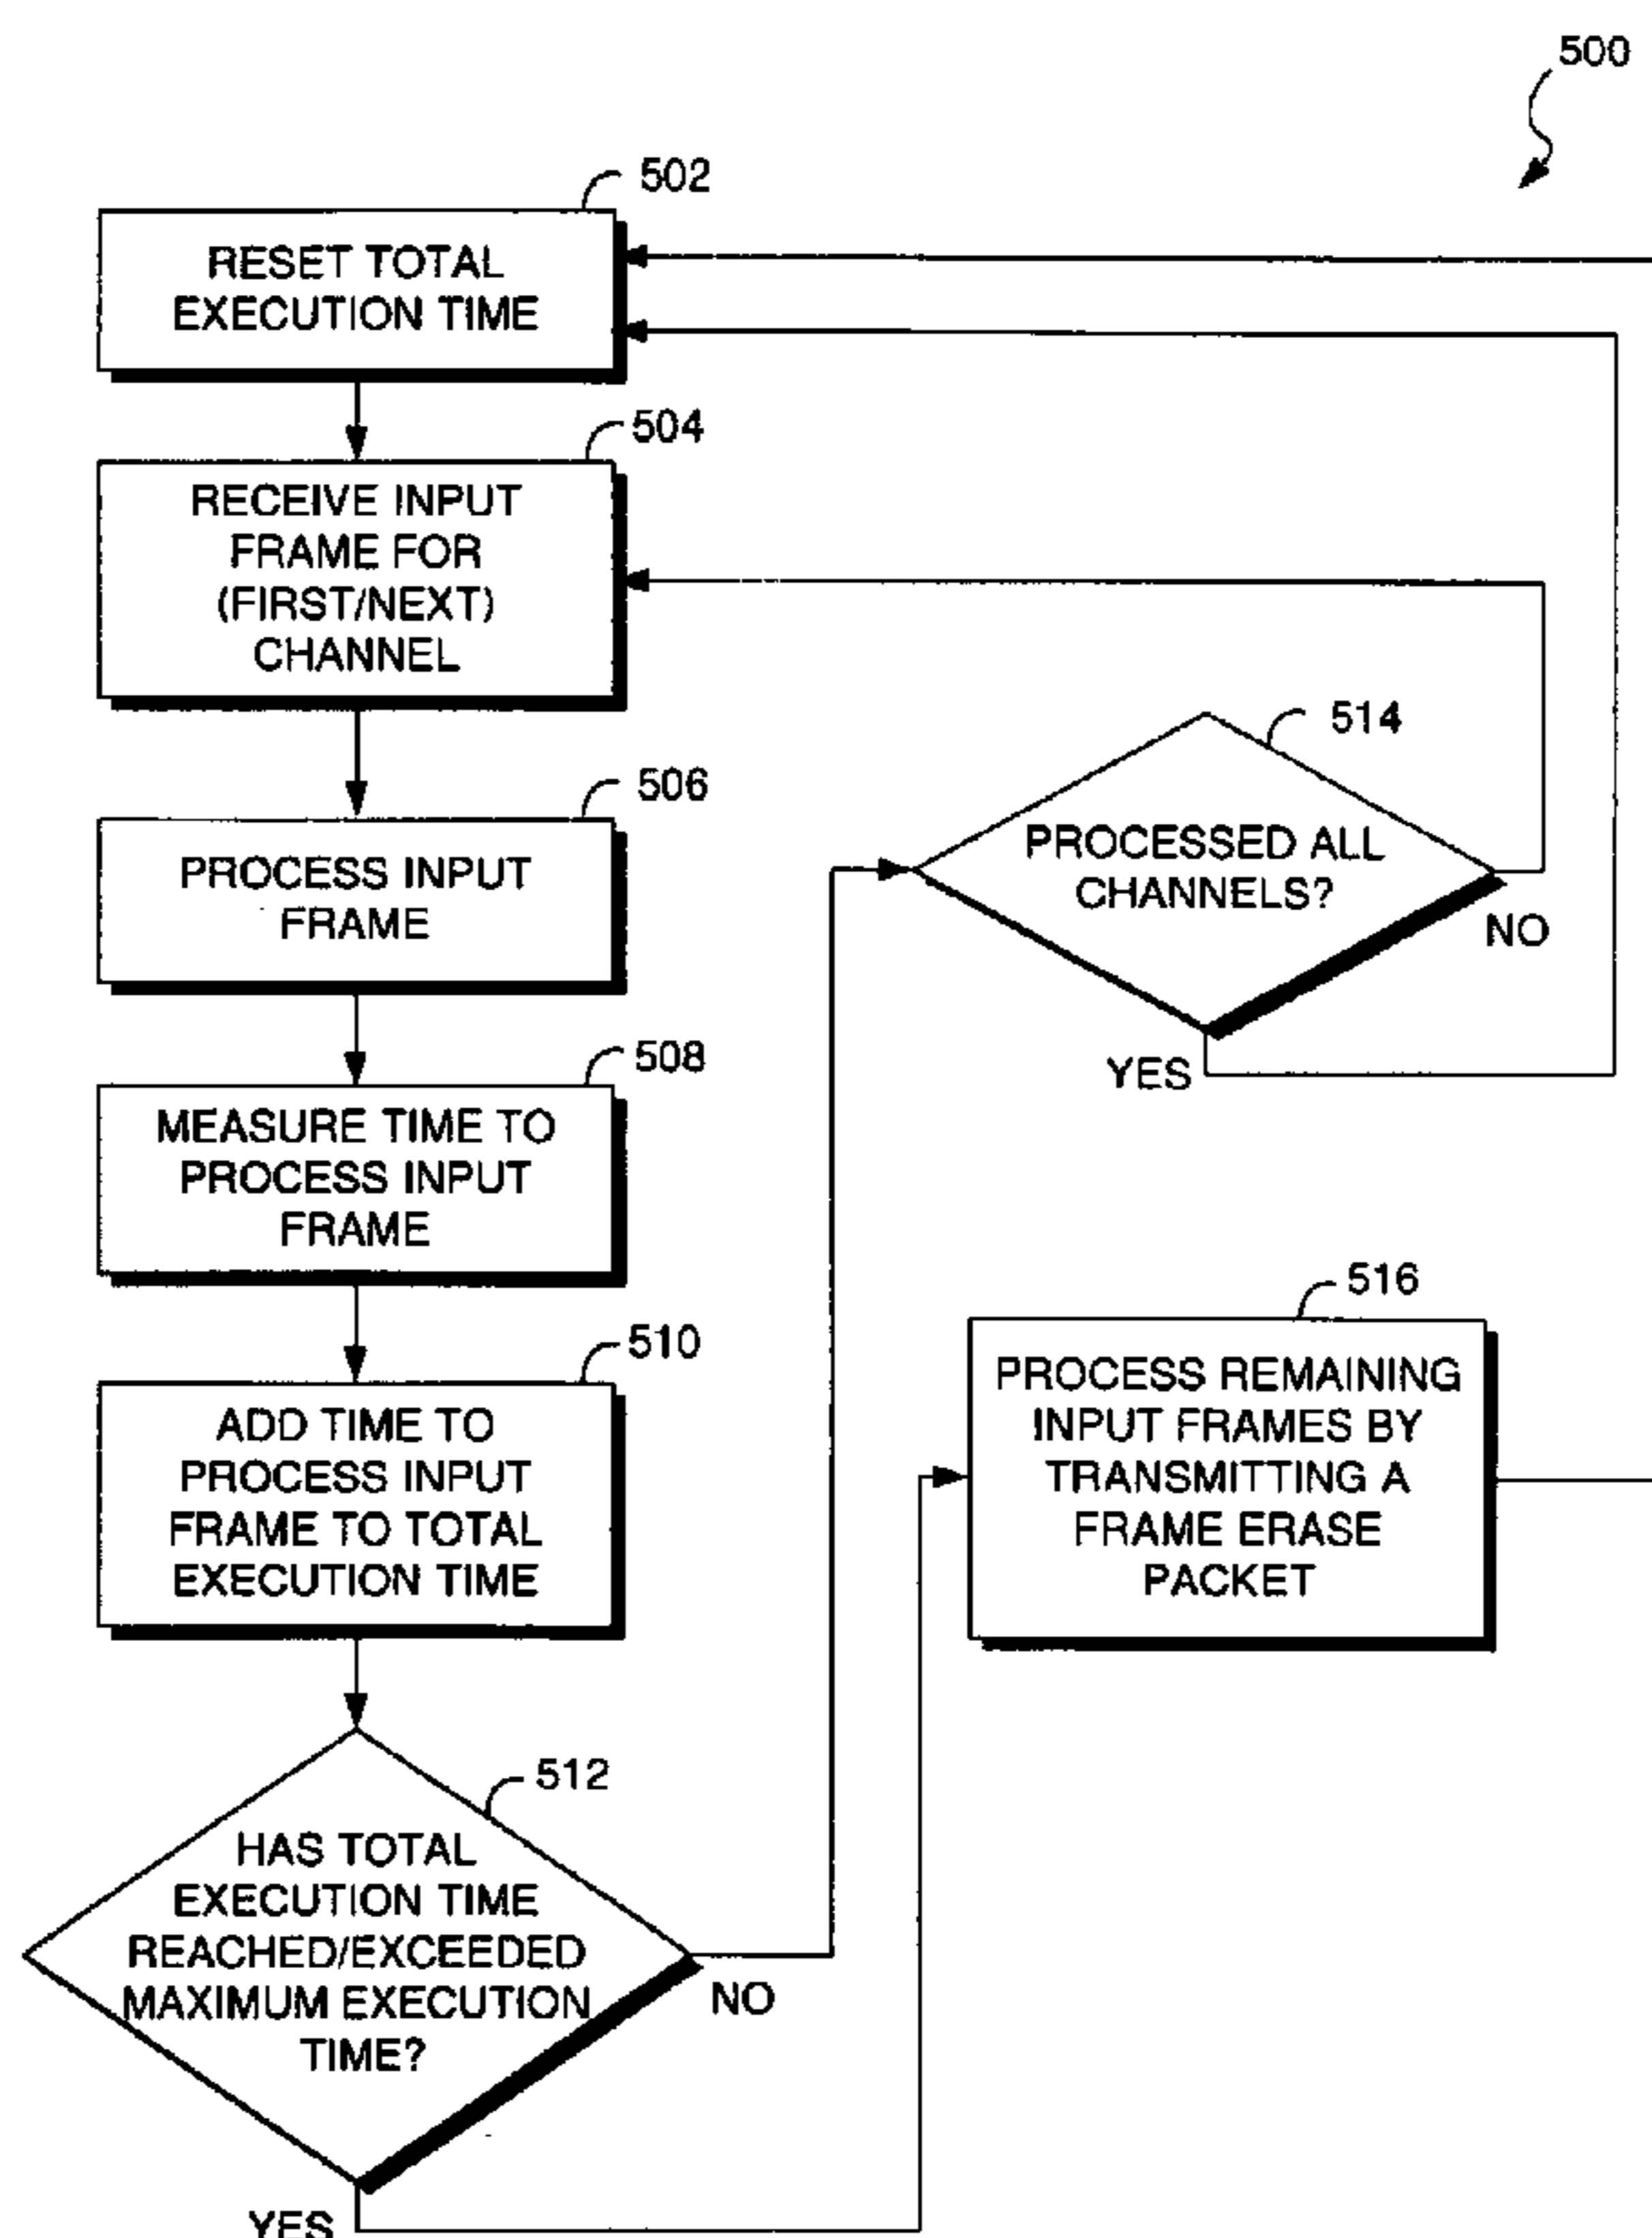 500
502
RESET TOTAL
EXECUTION TIME
504
RECEIVE INPUT
FRAME FOR
(FIRST/NEXT)
CHANNEL
506
PROCESS INPUT
FRAME
508
MEASURE TIME TO
PROCESS INPUT
FRAME
510
ADD TIME TO
PROCESS INPUT
FRAME TO TOTAL
EXECUTION TIME
512
HAS TOTAL
EXECUTION TIME
REACHED/EXCEEDED
MAXIMUM EXECUTION
TIME?
NO
YES
514
PROCESSED ALL
CHANNELS?
NO
YES
516
PROCESS REMAINING
INPUT FRAMES BY
TRANSMITTING A
FRAME ERASE
PACKET